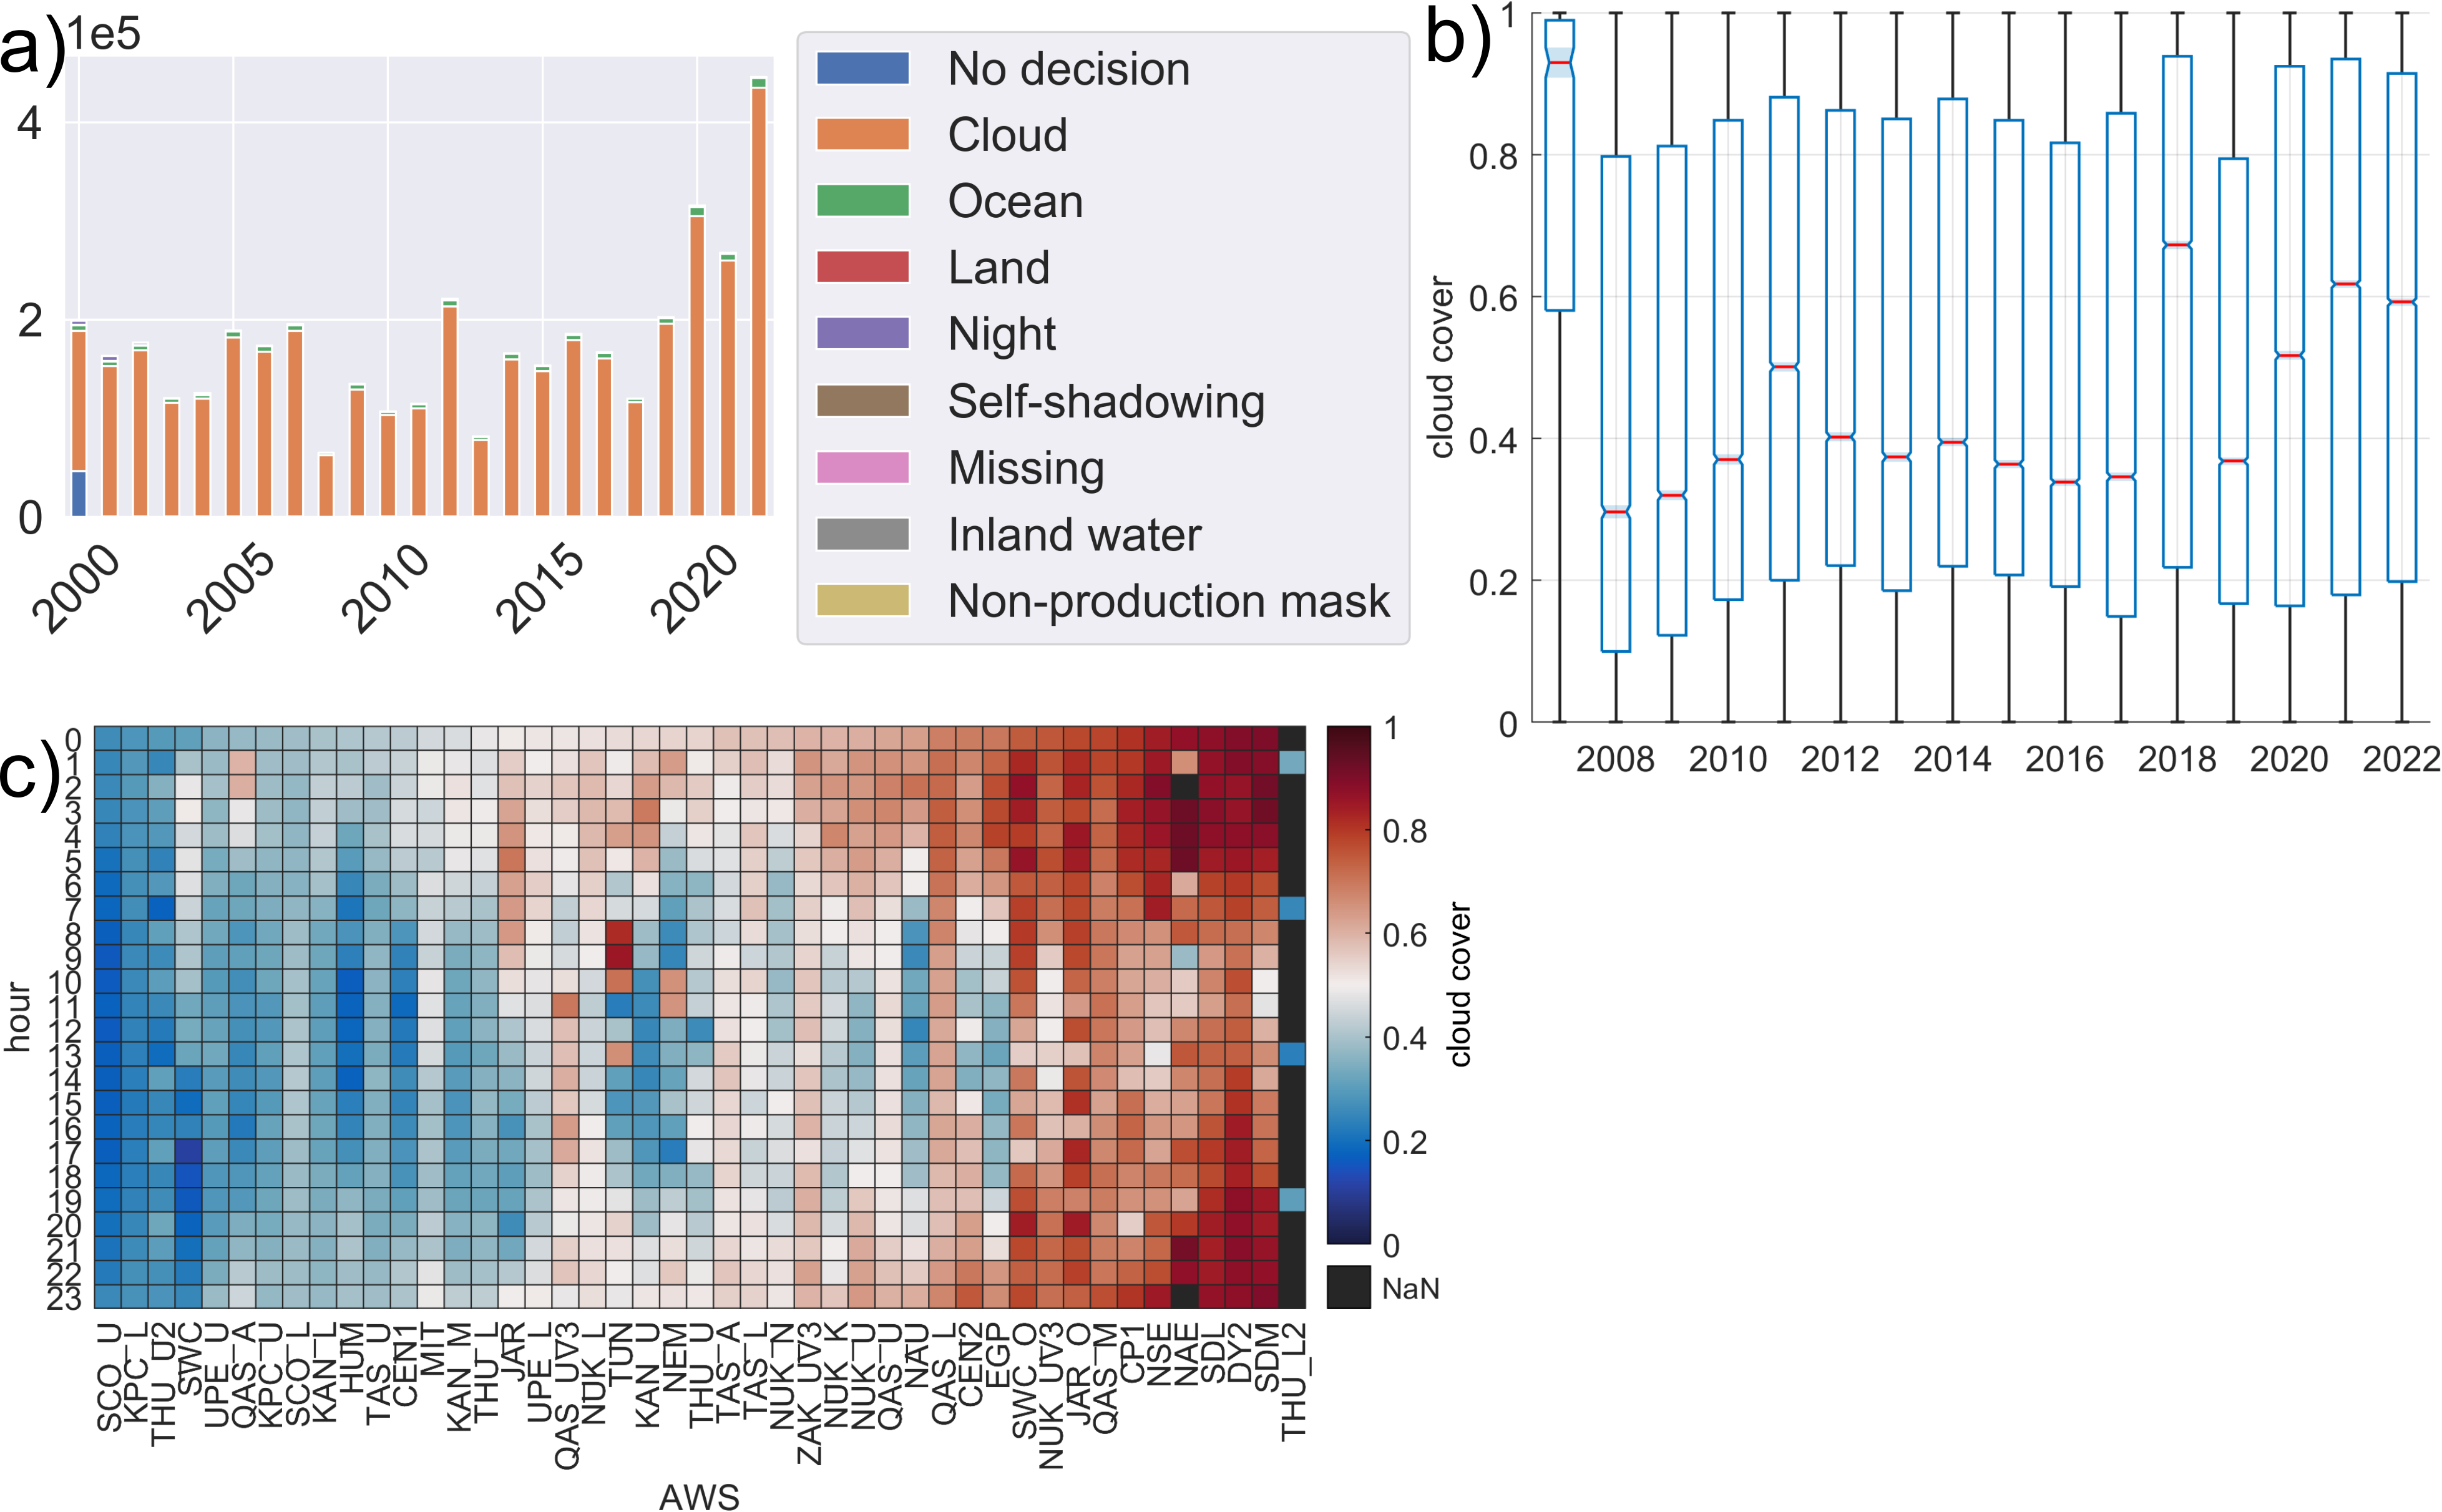 a)
1e5
4
2
0
2000
2005
2010
2015
2020
No decision
Cloud
Ocean
Land
Night
Self-shadowing
Missing
Inland water
Non-production mask
b)
cloud cover
1
0.8
0.6
0.4
0.2
0
2008
2010
2012
2014
2016
2018
2020
2022
c)
hour
0
1
2
3
4
5
6
7
8
9
10
11
12
13
14
15
16
17
18
19
20
21
22
23
SCO_U
KPC_L
THU_U2
SWC
UPE_U
QAS_A
KPC_U
SCO_L
KAN_L
HUM
TAS_U
CEN1
MIT
KAN_M
THU_L
JAR
UPE_L
QAS_UV3
NUK_L
TUN
KAN_U
NEM
THU_U
TAS_A
TAS_L
NUK_N
ZAK_UV3
NUK_K
NUK_U
QAS_U
NAU
QAS_L
CEN2
EGP
SWC_O
NUK_UV3
JAR_O
QAS_M
CP1
NSE
NAE
SDL
DY2
SDM
THU_L2
AWS
1
0.8
0.6
0.4
0.2
0
NaN
cloud cover